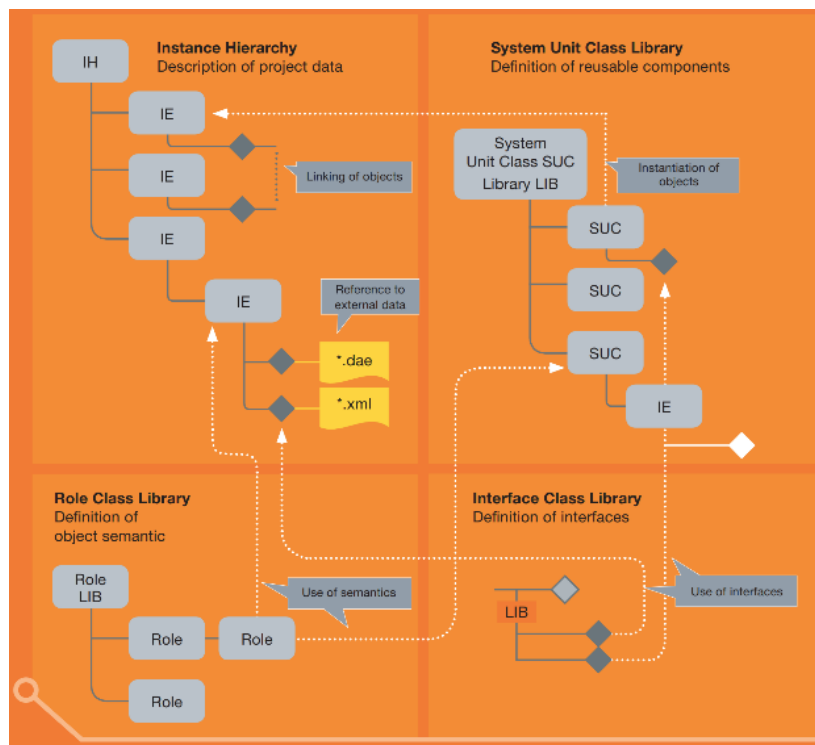 Instance Hierarchy
Description of project data
IH
IE
IE
IE
IE
Linking of objects
Reference to
external data
*.dae
*.xml
System Unit Class Library
Definition of reusable components
System
Unit Class SUC
Library LIB
Instantiation of
objects
SUC
SUC
SUC
IE
Role Class Library
Definition of
object semantic
Role
LIB
Role
Role
Role
Use of semantics
Interface Class Library
Definition of interfaces
LIB
Use of interfaces